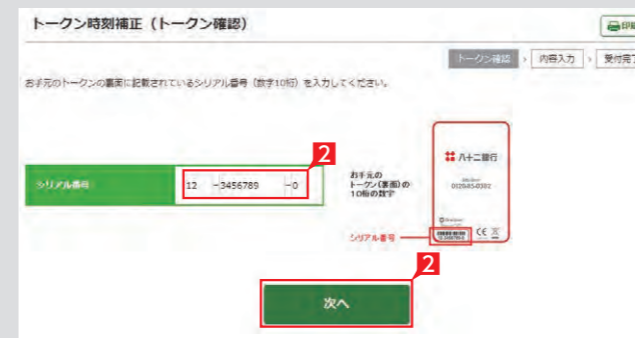 トークン時刻補正（トークン確認）
印刷
トークン確認 › 内容入力 › 受付完了
お手元のトークンの裏面に記載されているシリアル番号（数字10桁）を入力してください。
2
シリアル番号
12 -3456789 -0
お手元の
トークン(裏面)の
10桁の数字
八十二銀行
シリアル番号
2
次へ